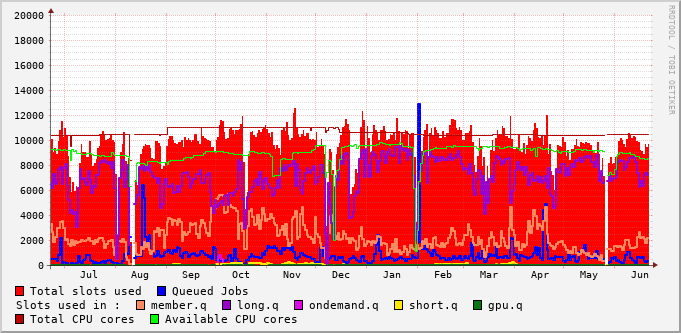 RRDTOOL / TOBI OETIKER
20000
18000
16000
14000
12000
10000
8000
6000
4000
2000
0
Jul Aug Sep Oct Nov Dec Jan Feb Mar Apr May Jun
Total slots used Queued Jobs
Slots used in : member.q long.q ondemand.q short.q gpu.q
Total CPU cores Available CPU cores